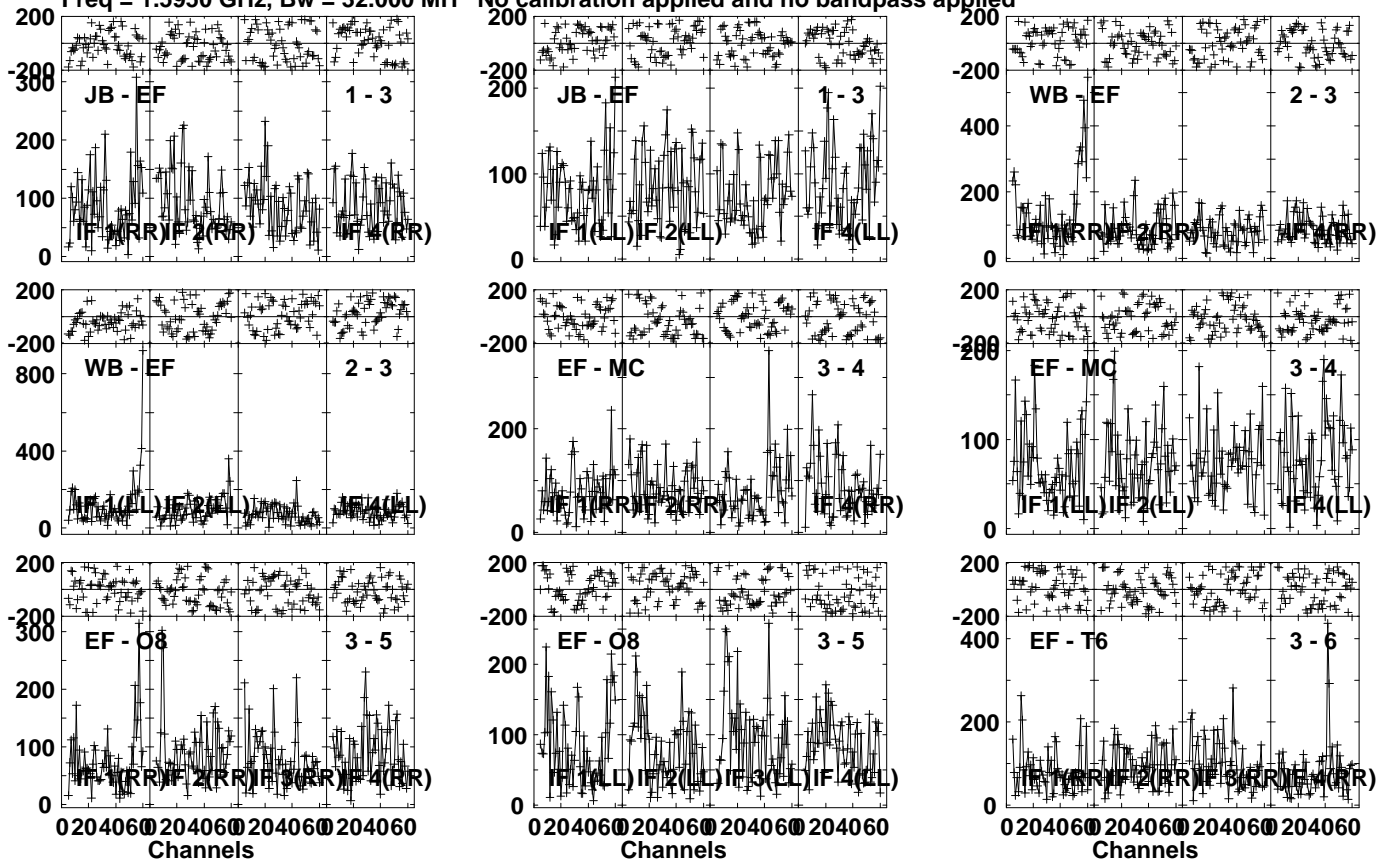 Freq = 1.5950 GHz, Bw = 32.000 MH No calibration applied and no bandpass applied
200
-200
300
200
100
0
JB - EF 1 - 3
IF 1(RR) IF 2(RR) IF 4(RR)
200
-200
200
100
0
JB - EF 1 - 3
IF 1(LL) IF 2(LL) IF 4(LL)
200
-200
400
200
0
WB - EF 2 - 3
IF 1(RR) IF 2(RR) IF 4(RR)
200
-200
800
400
0
WB - EF 2 - 3
IF 1(LL) IF 2(LL) IF 4(LL)
200
-200
200
0
EF - MC 3 - 4
IF 1(RR) IF 2(RR) IF 4(RR)
200
-200
200
100
0
EF - MC 3 - 4
IF 1(LL) IF 2(LL) IF 4(LL)
200
-200
300
200
100
0
EF - O8 3 - 5
IF 1(RR) IF 2(RR) IF 3(RR) IF 4(RR)
0 20 40 60 0 20 40 60 0 20 40 60 0 20 40 60
Channels
200
-200
200
100
0
EF - O8 3 - 5
IF 1(LL) IF 2(LL) IF 3(LL) IF 4(LL)
0 20 40 60 0 20 40 60 0 20 40 60 0 20 40 60
Channels
200
-200
400
200
0
EF - T6 3 - 6
IF 1(RR) IF 2(RR) IF 3(RR) IF 4(RR)
0 20 40 60 0 20 40 60 0 20 40 60 0 20 40 60
Channels